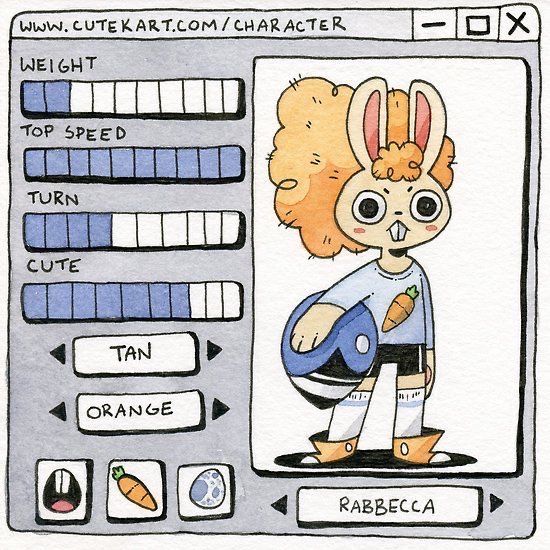 WWW.CUTEKART.COM/CHARACTER
WEIGHT
TOP SPEED
TURN
CUTE
TAN
ORANGE
RABBECCA